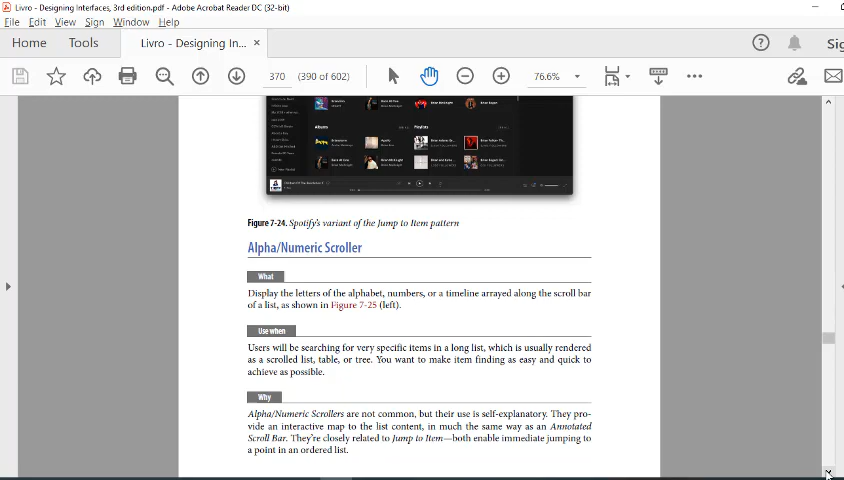 Livro - Designing Interfaces, 3rd edition.pdf - Adobe Acrobat Reader DC (32-bit)
File Edit View Sign Window Help
Home Tools Livro - Designing In... ×
370 (390 of 602) 76.6%
Albums Playlists
Figure 7-24. Spotify's variant of the Jump to Item pattern
Alpha/Numeric Scroller
What
Display the letters of the alphabet, numbers, or a timeline arrayed along the scroll bar
of a list, as shown in Figure 7-25 (left).
Use when
Users will be searching for very specific items in a long list, which is usually rendered
as a scrolled list, table, or tree. You want to make item finding as easy and quick to
achieve as possible.
Why
Alpha/Numeric Scrollers are not common, but their use is self-explanatory. They pro-
vide an interactive map to the list content, in much the same way as an Annotated
Scroll Bar. They're closely related to Jump to Item—both enable immediate jumping to
a point in an ordered list.